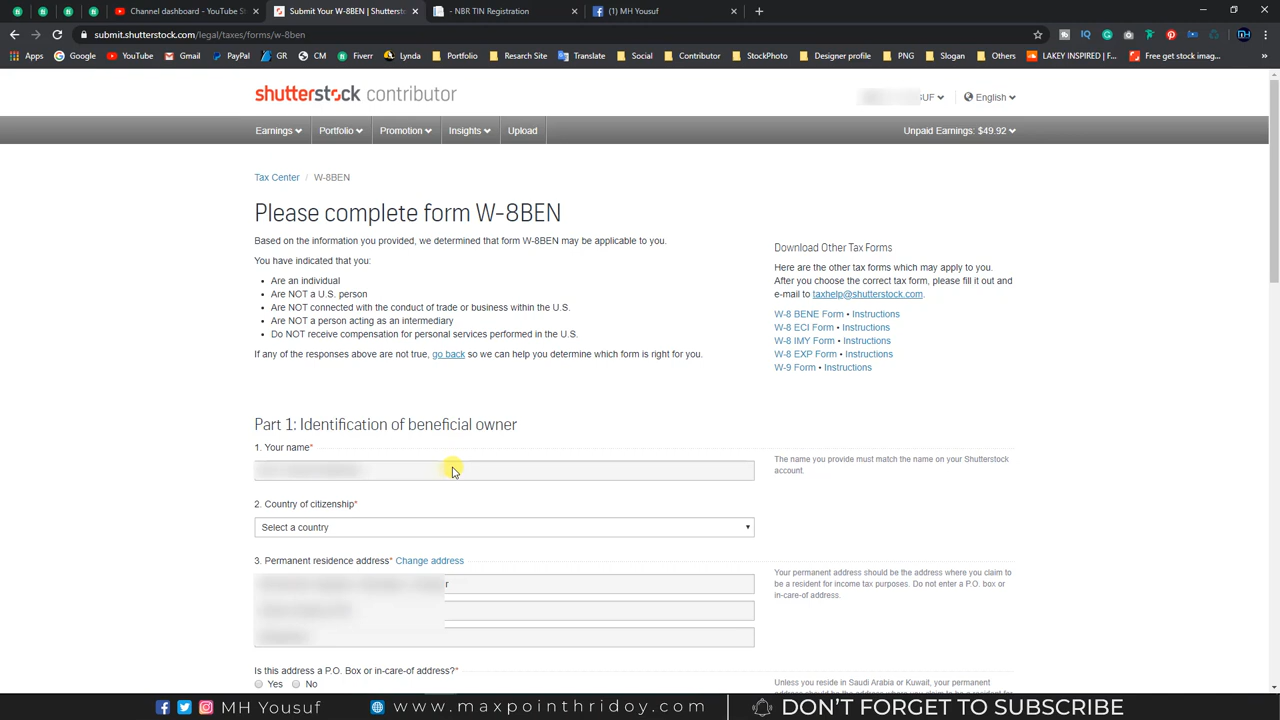 Channel dashboard - YouTube S
Submit Your W-8BEN | Shutterst
- NBR TIN Registration
(1) MH Yousuf
submit.shutterstock.com/legal/taxes/forms/w-8ben
Apps Google YouTube Gmail PayPal GR CM Fiverr Lynda Portfolio Resarch Site Translate Social Contributor StockPhoto Designer profile PNG Slogan Others LAKEY INSPIRED | F... Free get stock imag...
shutterstock contributor
UF English
Earnings Portfolio Promotion Insights Upload Unpaid Earnings: $49.92
Tax Center / W-8BEN
Please complete form W-8BEN
Based on the information you provided, we determined that form W-8BEN may be applicable to you.
You have indicated that you:
• Are an individual
• Are NOT a U.S. person
• Are NOT connected with the conduct of trade or business within the U.S.
• Are NOT a person acting as an intermediary
• Do NOT receive compensation for personal services performed in the U.S.
If any of the responses above are not true, go back so we can help you determine which form is right for you.
Download Other Tax Forms
Here are the other tax forms which may apply to you.
After you choose the correct tax form, please fill it out and
e-mail to taxhelp@shutterstock.com.
W-8 BENE Form • Instructions
W-8 ECI Form • Instructions
W-8 IMY Form • Instructions
W-8 EXP Form • Instructions
W-9 Form • Instructions
Part 1: Identification of beneficial owner
1. Your name*
The name you provide must match the name on your Shutterstock
account.
2. Country of citizenship*
Select a country
3. Permanent residence address* Change address
r
Your permanent address should be the address where you claim to
be a resident for income tax purposes. Do not enter a P.O. box or
in-care-of address.
Is this address a P.O. Box or in-care-of address?*
Yes No
Unless you reside in Saudi Arabia or Kuwait, your permanent
MH Yousuf www.maxpointhridoy.com DON'T FORGET TO SUBSCRIBE